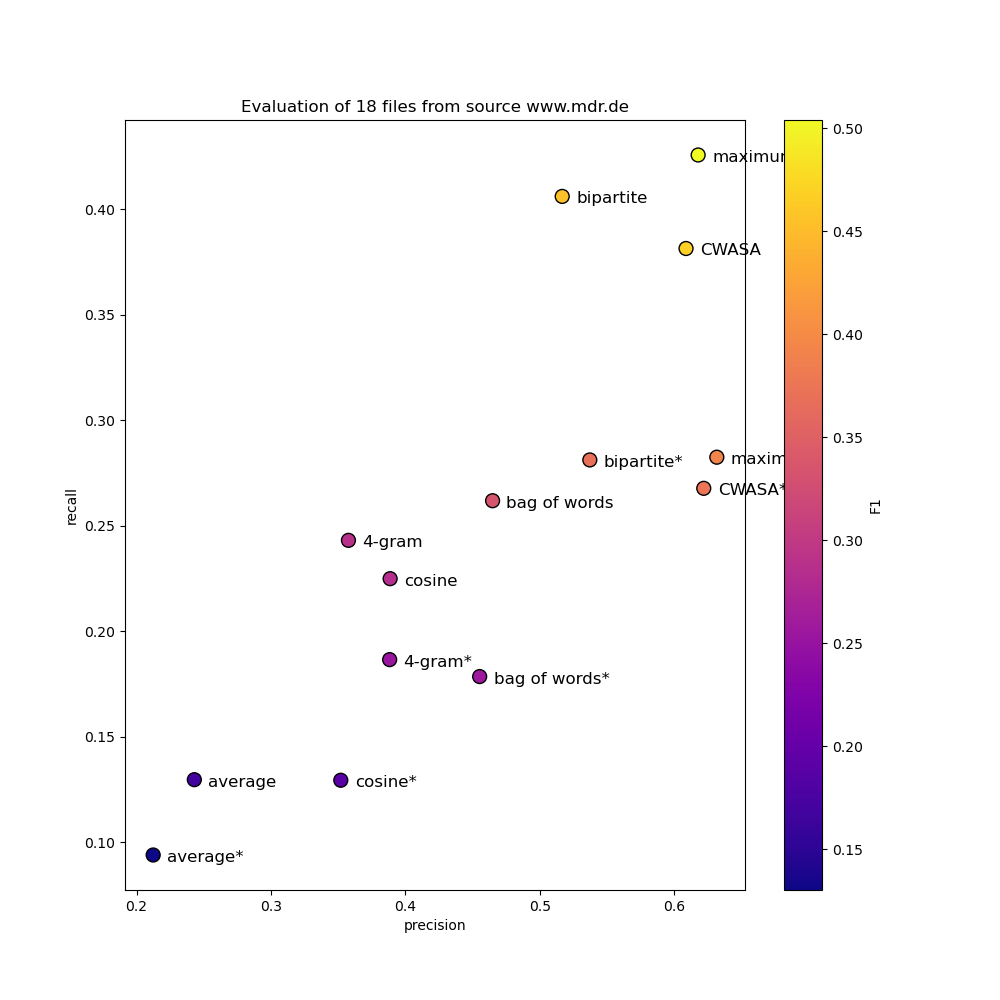 Evaluation of 18 files from source www.mdr.de
maximu
bipartite
CWASA
bipartite*
maxim
CWASA*
bag of words
4-gram
cosine
4-gram*
bag of words*
average
cosine*
average*
0.40
0.35
0.30
0.25
0.20
0.15
0.10
recall
0.2
0.3
0.4
0.5
0.6
precision
0.50
0.45
0.40
0.35
0.30
0.25
0.20
0.15
F1